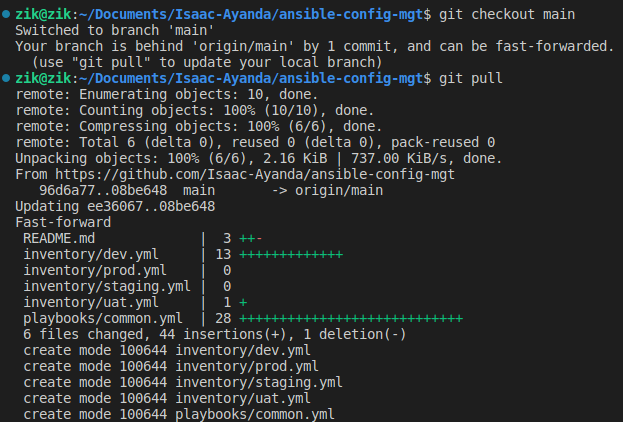 zik@zik:~/Documents/Isaac-Ayanda/ansible-config-mgt$ git checkout main
Switched to branch 'main'
Your branch is behind 'origin/main' by 1 commit, and can be fast-forwarded.
  (use "git pull" to update your local branch)
zik@zik:~/Documents/Isaac-Ayanda/ansible-config-mgt$ git pull
remote: Enumerating objects: 10, done.
remote: Counting objects: 100% (10/10), done.
remote: Compressing objects: 100% (6/6), done.
remote: Total 6 (delta 0), reused 0 (delta 0), pack-reused 0
Unpacking objects: 100% (6/6), 2.16 KiB | 737.00 KiB/s, done.
From https://github.com/Isaac-Ayanda/ansible-config-mgt
   96d6a77..08be648  main       -> origin/main
Updating ee36067..08be648
Fast-forward
 README.md             |  3 ++-
 inventory/dev.yml     | 13 +++++++++++++
 inventory/prod.yml    |  0
 inventory/staging.yml |  0
 inventory/uat.yml     |  1 +
 playbooks/common.yml  | 28 ++++++++++++++++++++++++++++
 6 files changed, 44 insertions(+), 1 deletion(-)
 create mode 100644 inventory/dev.yml
 create mode 100644 inventory/prod.yml
 create mode 100644 inventory/staging.yml
 create mode 100644 inventory/uat.yml
 create mode 100644 playbooks/common.yml